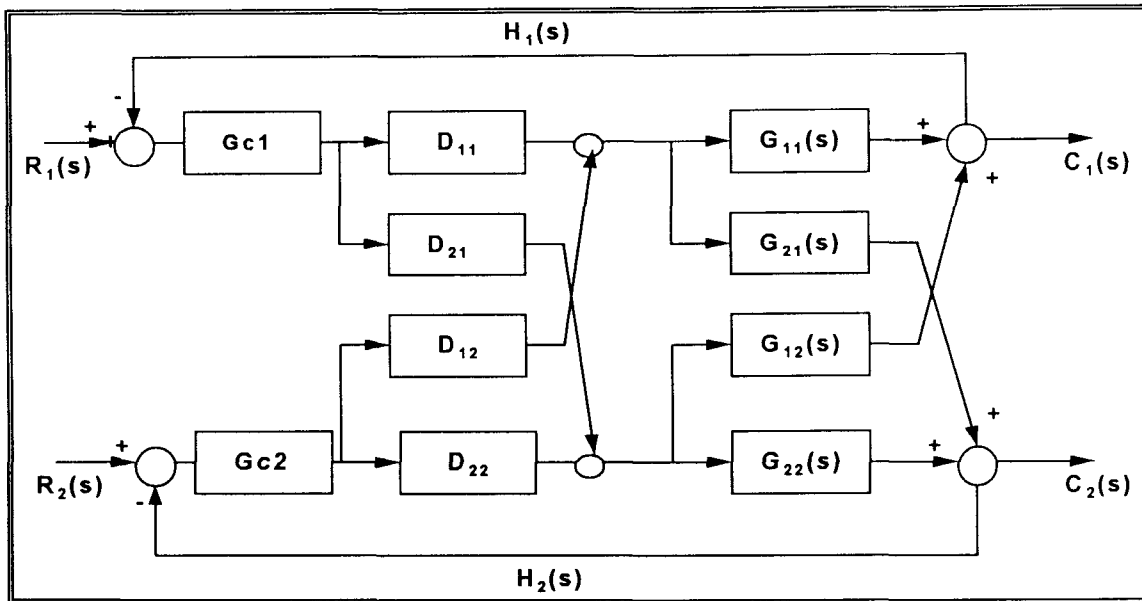 H₁(s)
-
+
+
R₁(s)
Gc1
D₁₁
G₁₁(s)
+
+
C₁(s)
D₂₁
G₂₁(s)
D₁₂
G₁₂(s)
+
R₂(s)
-
Gc2
D₂₂
G₂₂(s)
+
+
C₂(s)
H₂(s)